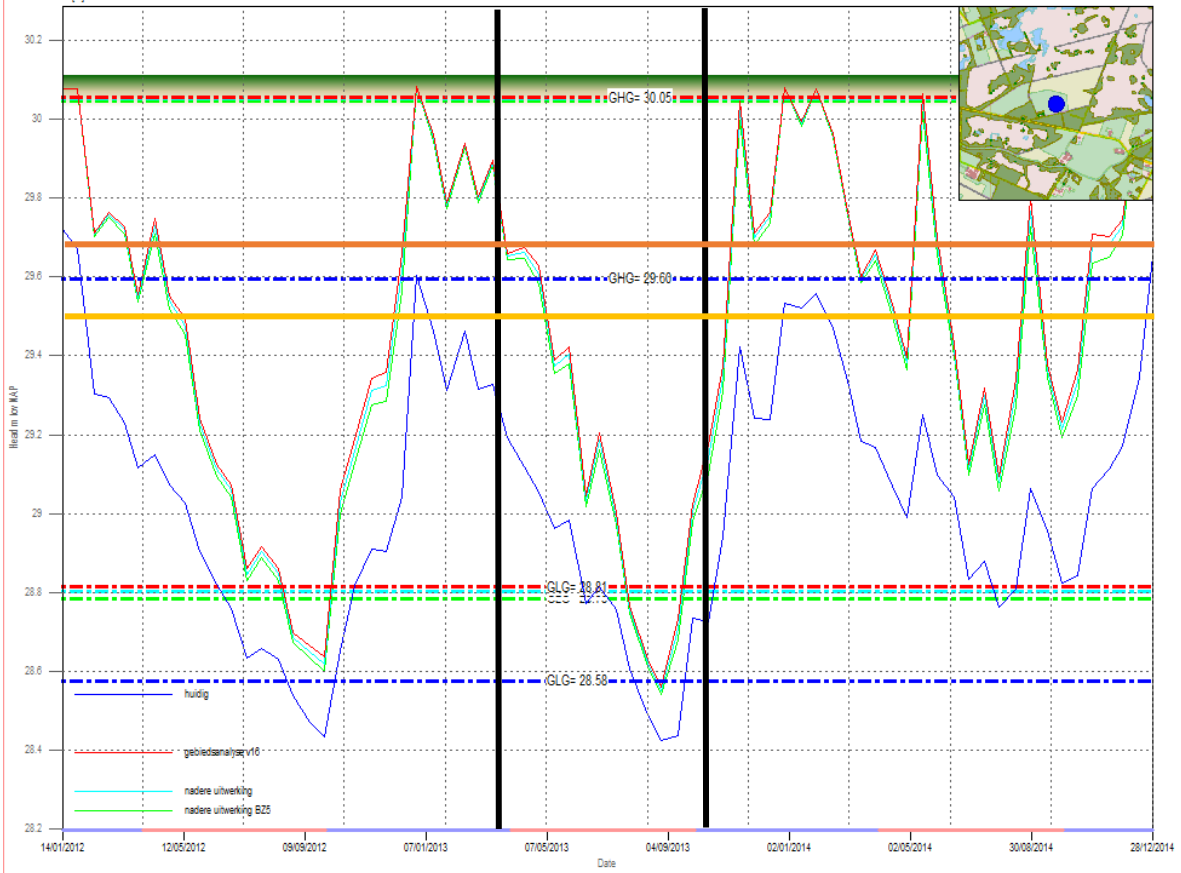 30.2
GHG= 30.05
30
29.8
29.6
GHG= 29.60
29.4
29.2
29
GLG= 28.81
28.8
28.6
GLG= 28.58
huidig
28.4
gebiedsanalyse v16
nadere uitwerking
nadere uitwerking BZ5
28.2
14/01/2012 12/05/2012 09/09/2012 07/01/2013 07/05/2013 04/09/2013 02/01/2014 02/05/2014 30/08/2014 28/12/2014
Date